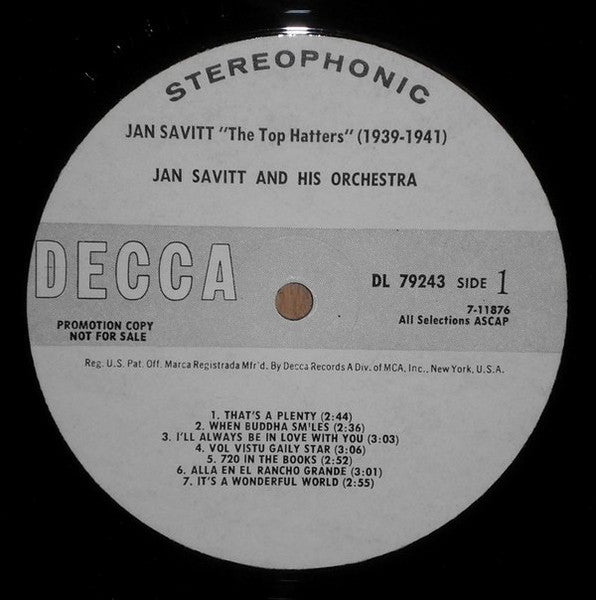 STEREOPHONIC
JAN SAVITT "The Top Hatters" (1939-1941)
JAN SAVITT AND HIS ORCHESTRA
DECCA
DL 79243 SIDE 1
7-11876
All Selections ASCAP
PROMOTION COPY
NOT FOR SALE
Reg. U.S. Pat. Off. Marca Registrada Mfr'd. By Decca Records A Div. of MCA, Inc., New York, U.S.A.
1. THAT'S A PLENTY (2:44)
2. WHEN BUDDHA SMILES (2:36)
3. I'LL ALWAYS BE IN LOVE WITH YOU (3:03)
4. VOL VISTU GAILY STAR (3:06)
5. 720 IN THE BOOKS (2:52)
6. ALLA EN EL RANCHO GRANDE (3:01)
7. IT'S A WONDERFUL WORLD (2:55)